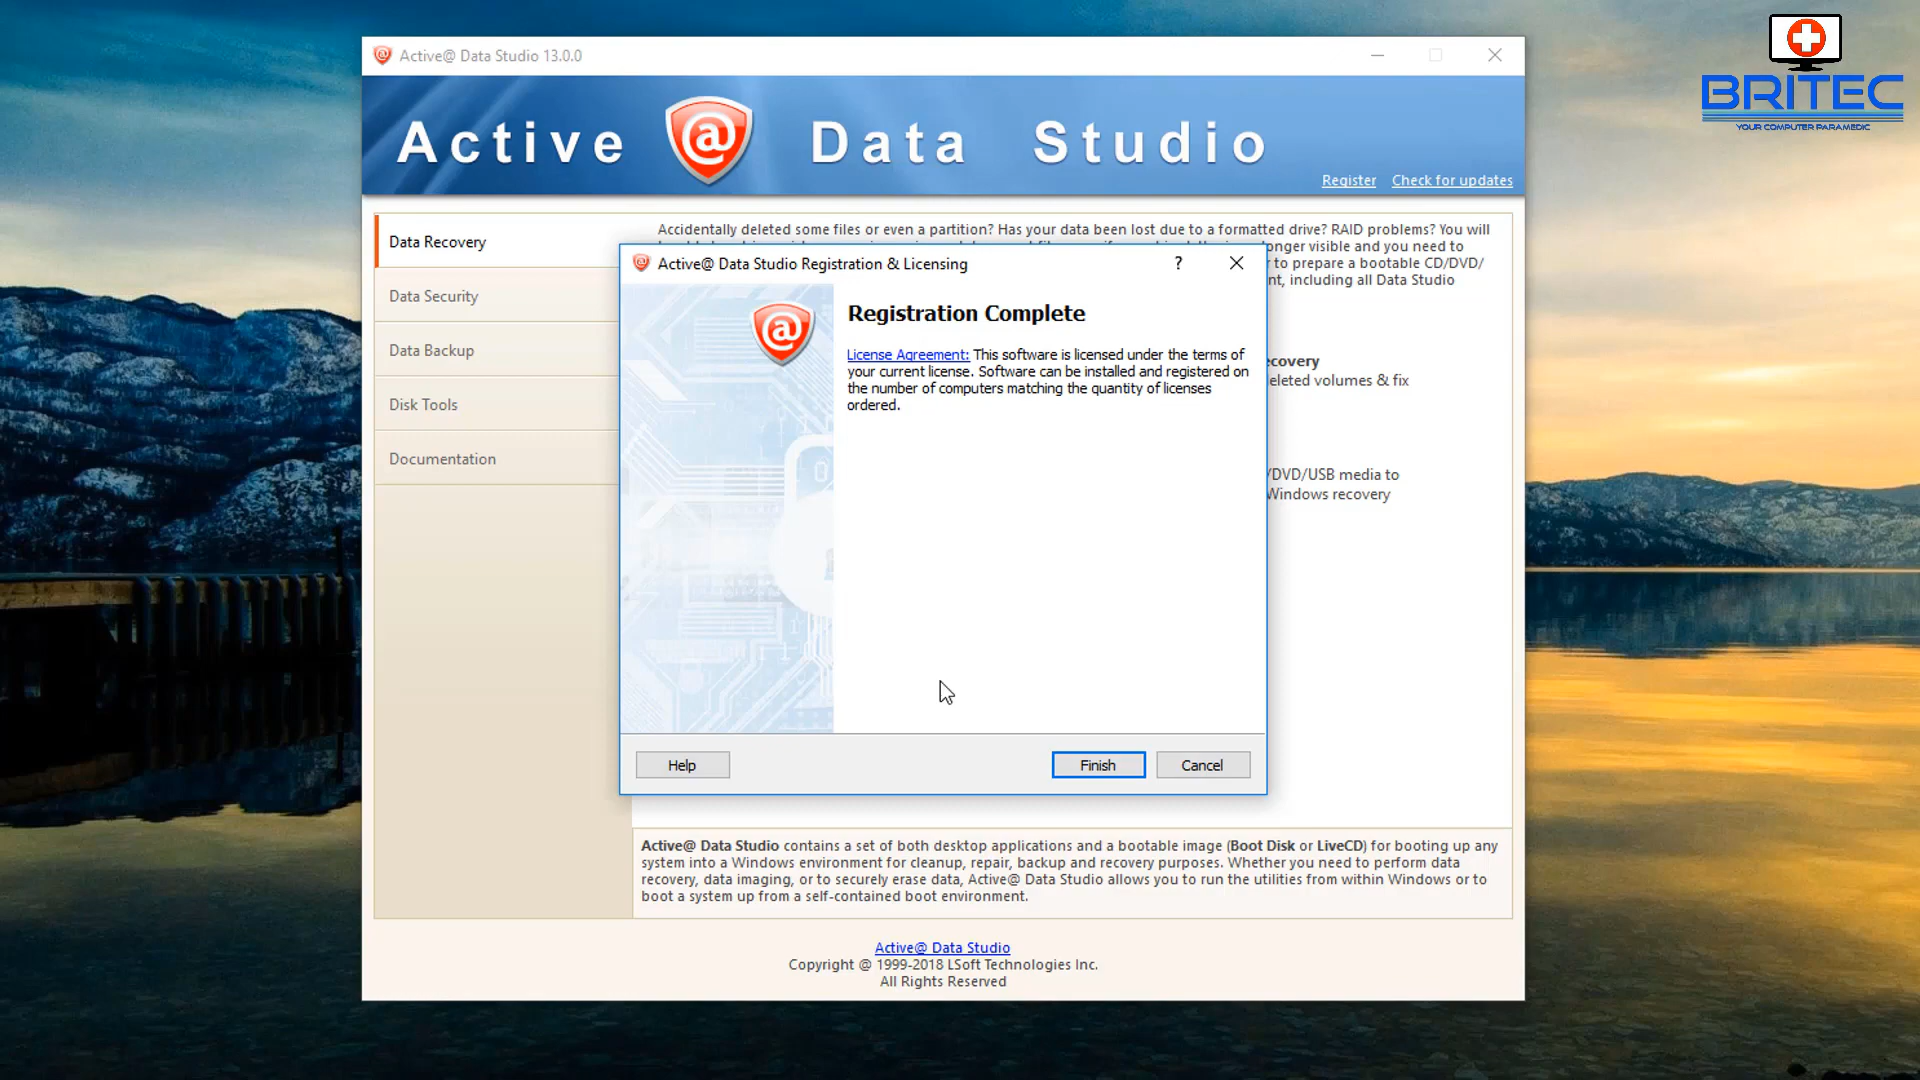 Active@ Data Studio 13.0.0
BRITEC
YOUR COMPUTER PARAMEDIC
Active @ Data Studio
Register Check for updates
Data Recovery
Data Security
Data Backup
Disk Tools
Documentation
Accidentally deleted some files or even a partition? Has your data been lost due to a formatted drive? RAID problems? You will
onger visible and you need to
r to prepare a bootable CD/DVD/
nt, including all Data Studio
ecovery
eleted volumes & fix
/DVD/USB media to
Windows recovery
Active@ Data Studio Registration & Licensing
?
@
Registration Complete
License Agreement: This software is licensed under the terms of
your current license. Software can be installed and registered on
the number of computers matching the quantity of licenses
ordered.
Help Finish Cancel
Active@ Data Studio contains a set of both desktop applications and a bootable image (Boot Disk or LiveCD) for booting up any
system into a Windows environment for cleanup, repair, backup and recovery purposes. Whether you need to perform data
recovery, data imaging, or to securely erase data, Active@ Data Studio allows you to run the utilities from within Windows or to
boot a system up from a self-contained boot environment.
Active@ Data Studio
Copyright @ 1999-2018 LSoft Technologies Inc.
All Rights Reserved